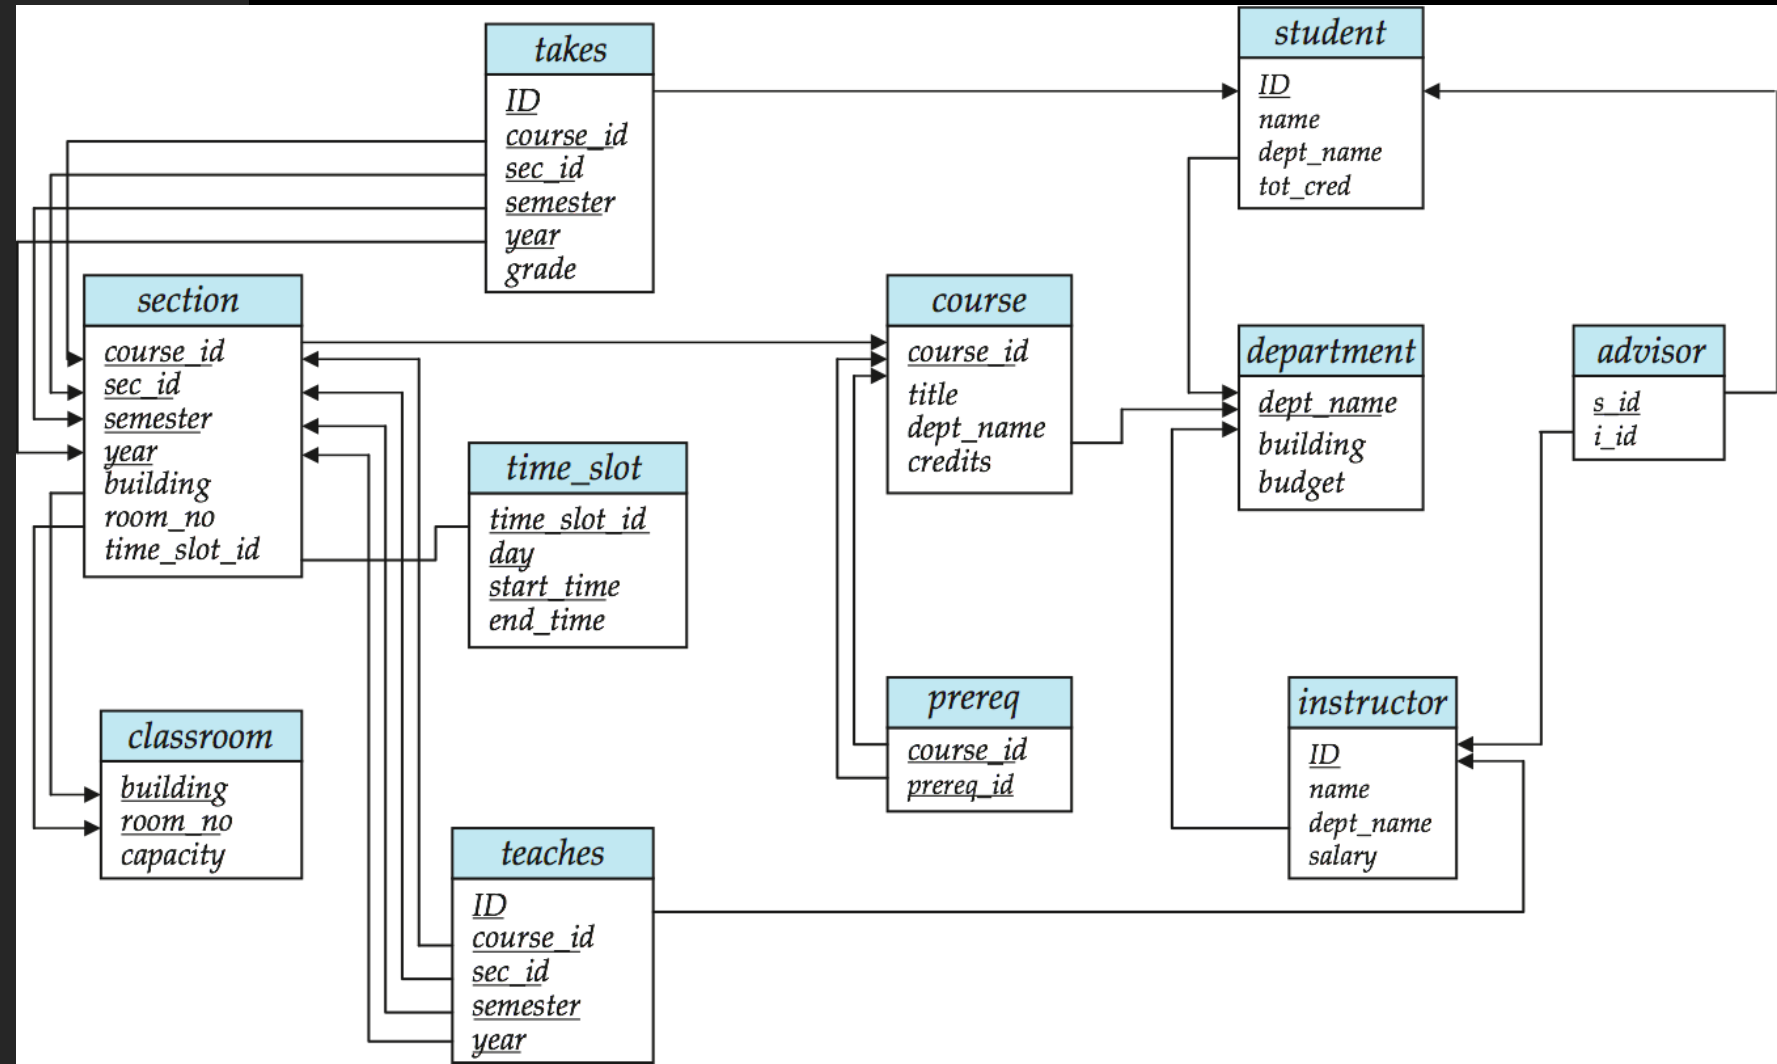 takes
ID
course_id
sec_id
semester
year
grade
student
ID
name
dept_name
tot_cred
section
course_id
sec_id
semester
year
building
room_no
time_slot_id
time_slot
time_slot_id
day
start_time
end_time
course
course_id
title
dept_name
credits
department
dept_name
building
budget
advisor
s_id
i_id
classroom
building
room_no
capacity
prereq
course_id
prereq_id
instructor
ID
name
dept_name
salary
teaches
ID
course_id
sec_id
semester
year